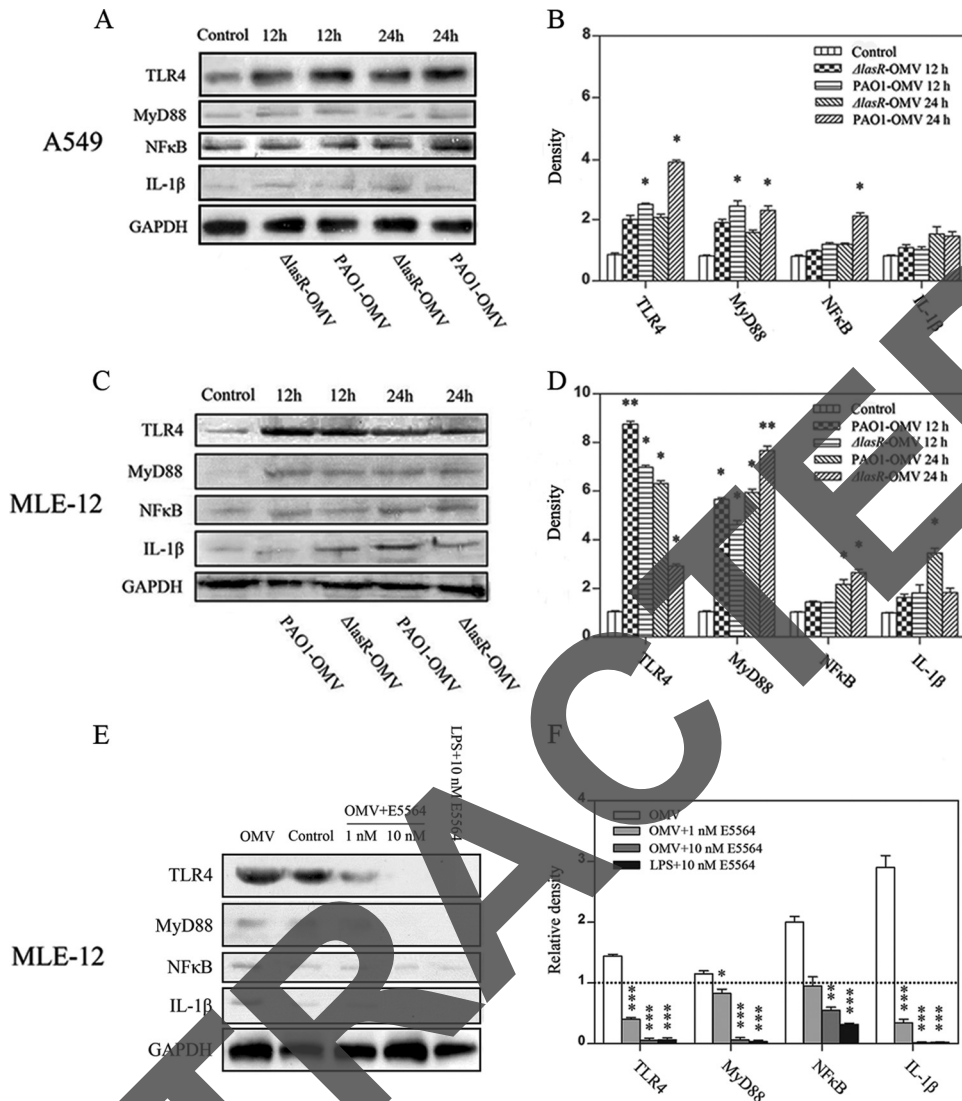 A
Control 12h 12h 24h 24h
TLR4
MyD88
A549
NFκB
IL-1β
GAPDH
ΔlasR-OMV
PAO1-OMV
ΔlasR-OMV
PAO1-OMV
B
8
6
4
2
0
Density
Control
ΔlasR-OMV 12 h
PAO1-OMV 12 h
ΔlasR-OMV 24 h
PAO1-OMV 24 h
* * * * *
TLR4
MyD88
NFκB
IL-1β
C
Control 12h 12h 24h 24h
TLR4
MyD88
MLE-12
NFκB
IL-1β
GAPDH
PAO1-OMV
ΔlasR-OMV
PAO1-OMV
ΔlasR-OMV
D
10
8
6
4
2
0
Density
Control
PAO1-OMV 12 h
ΔlasR-OMV 12 h
PAO1-OMV 24 h
ΔlasR-OMV 24 h
** * * * * * * ** * * *
TLR4
MyD88
NFκB
IL-1β
E
OMV+E5564
LPS+10 nM E5564
OMV Control 1 nM 10 nM
TLR4
MyD88
MLE-12
NFκB
IL-1β
GAPDH
F
4
3
2
1
0
Relative density
OMV
OMV+1 nM E5564
OMV+10 nM E5564
LPS+10 nM E5564
*** *** *** * *** *** ** *** *** *** ***
TLR4
MyD88
NFκB
IL-1β